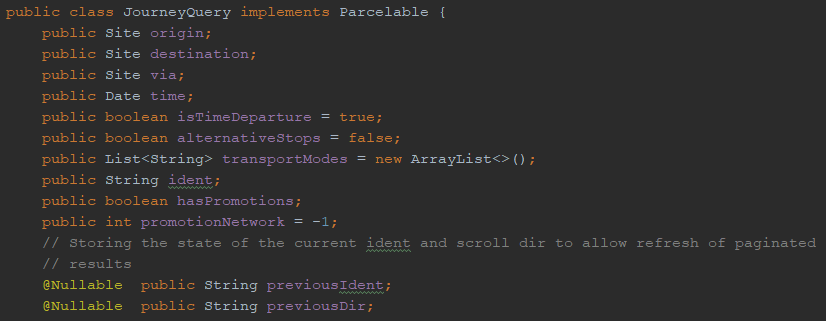 public class JourneyQuery implements Parcelable {
public Site origin;
public Site destination;
public Site via;
public Date time;
public boolean isTimeDeparture = true;
public boolean alternativeStops = false;
public List<String> transportModes = new ArrayList<>();
public String ident;
public boolean hasPromotions;
public int promotionNetwork = -1;
// Storing the state of the current ident and scroll dir to allow refresh of paginated
// results
@Nullable  public String previousIdent;
@Nullable  public String previousDir;